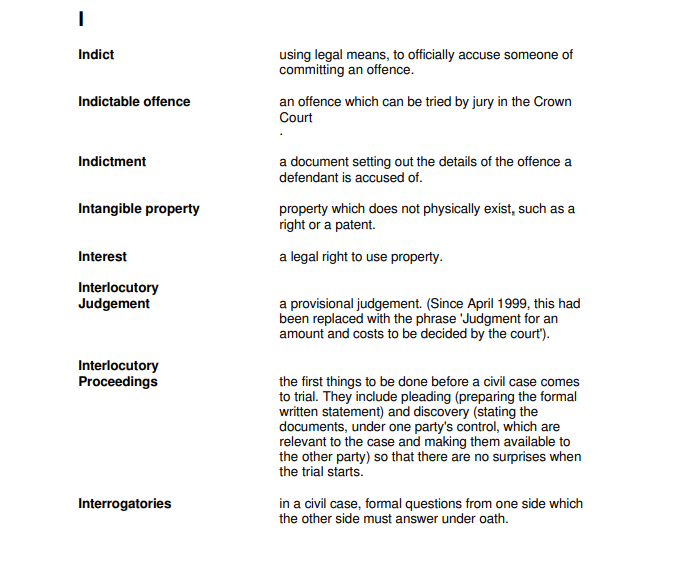 I
Indict using legal means, to officially accuse someone of
committing an offence.
Indictable offence an offence which can be tried by jury in the Crown
Court
.
Indictment a document setting out the details of the offence a
defendant is accused of.
Intangible property property which does not physically exist, such as a
right or a patent.
Interest a legal right to use property.
Interlocutory
Judgement a provisional judgement. (Since April 1999, this had
been replaced with the phrase 'Judgment for an
amount and costs to be decided by the court').
Interlocutory
Proceedings the first things to be done before a civil case comes
to trial. They include pleading (preparing the formal
written statement) and discovery (stating the
documents, under one party's control, which are
relevant to the case and making them available to
the other party) so that there are no surprises when
the trial starts.
Interrogatories in a civil case, formal questions from one side which
the other side must answer under oath.